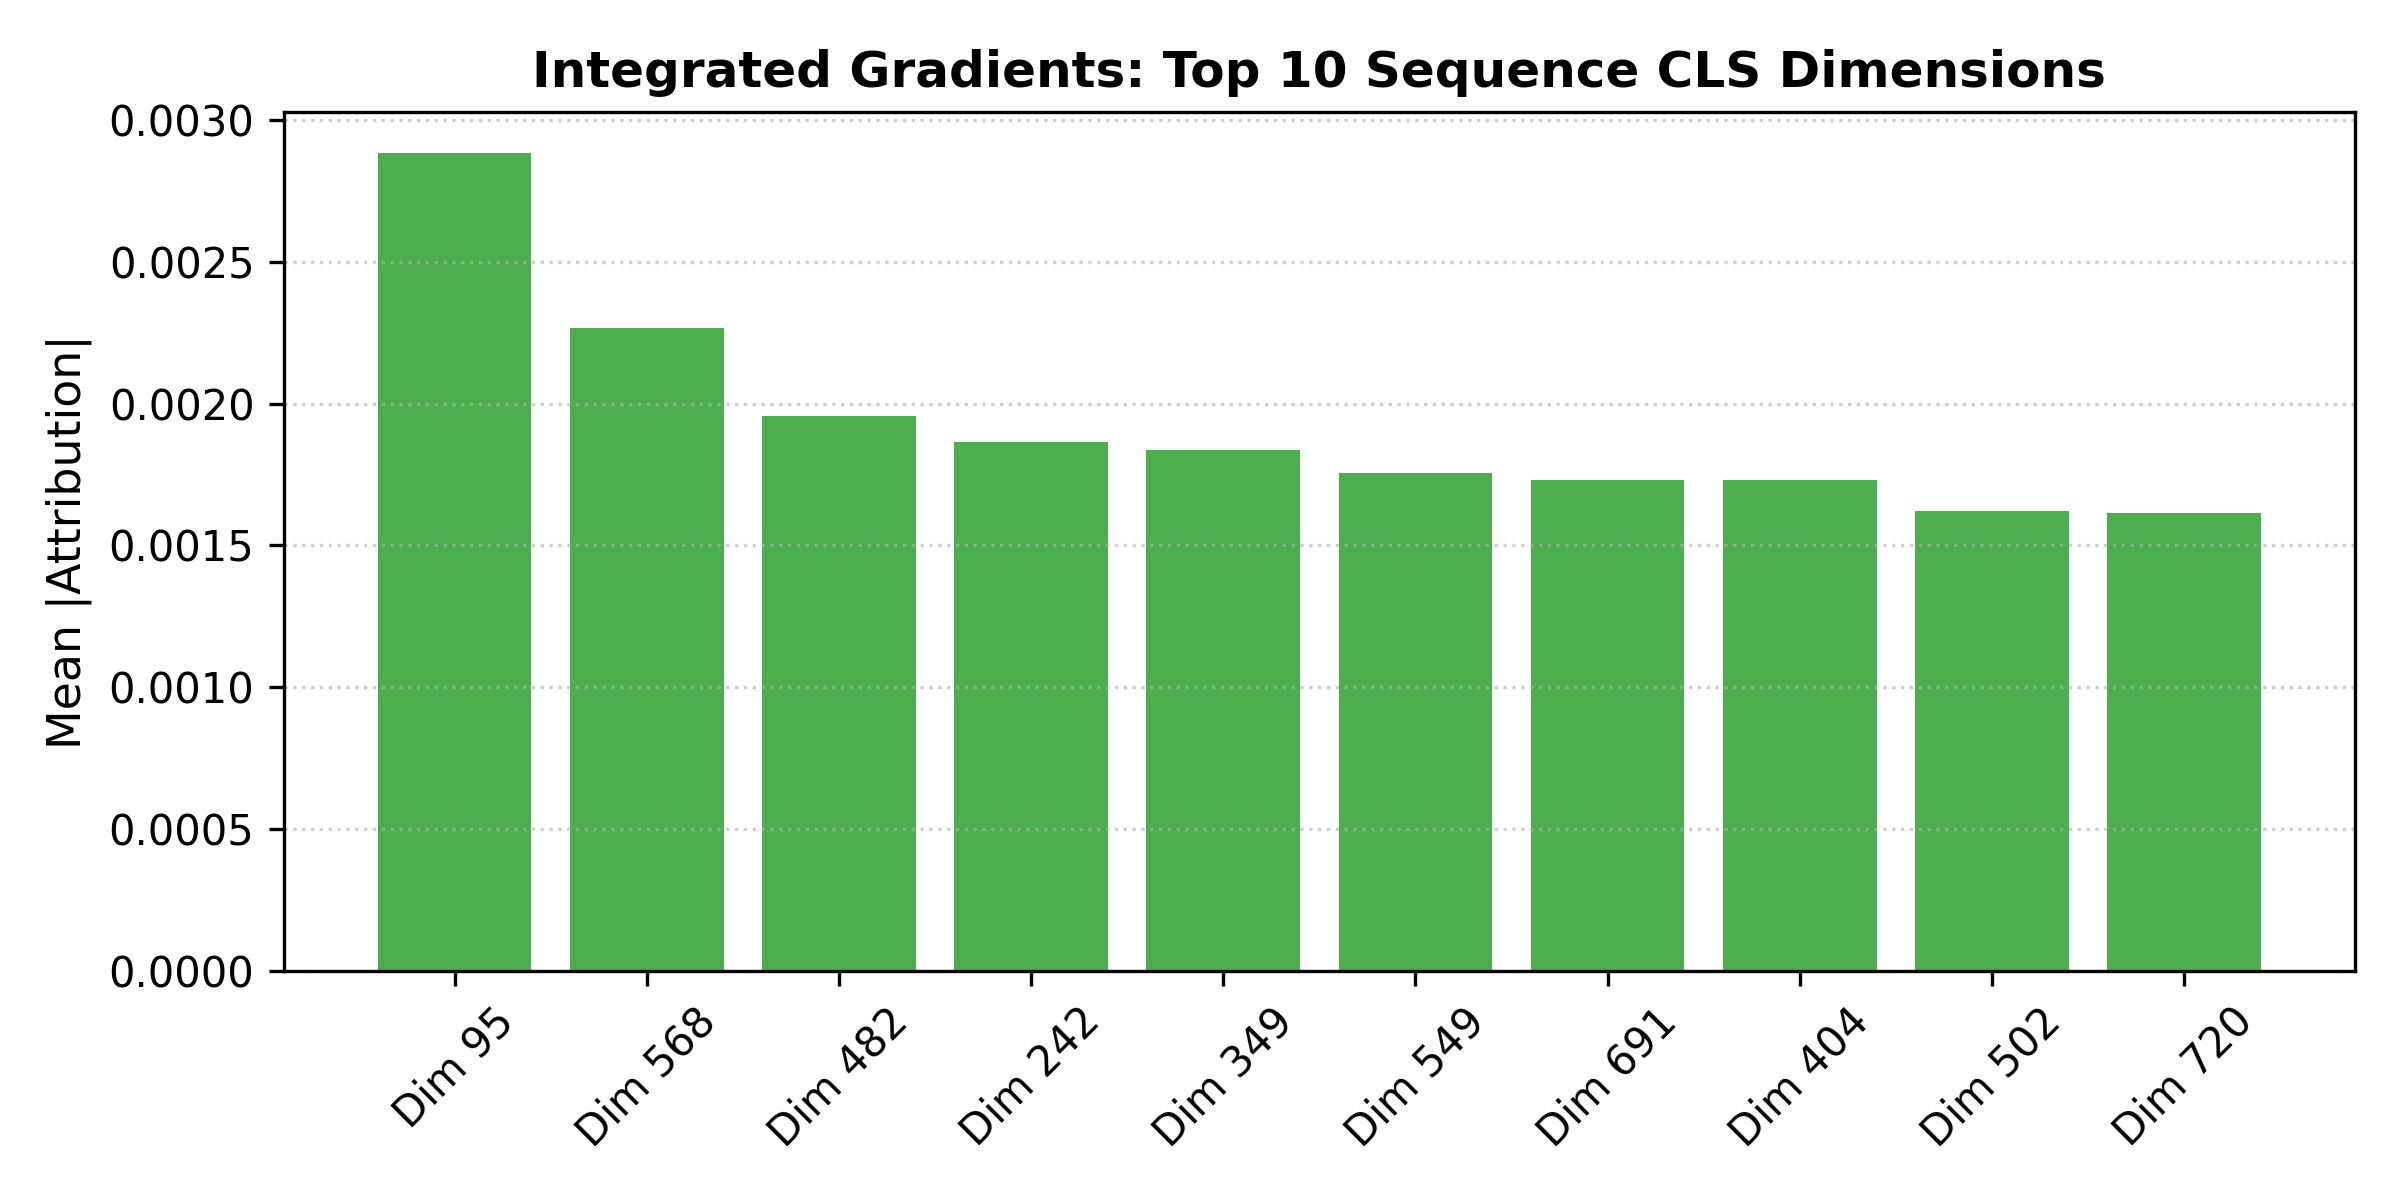 Integrated Gradients: Top 10 Sequence CLS Dimensions
Mean |Attribution|
0.0030
0.0025
0.0020
0.0015
0.0010
0.0005
0.0000
Dim 95
Dim 568
Dim 482
Dim 242
Dim 349
Dim 549
Dim 691
Dim 404
Dim 502
Dim 720